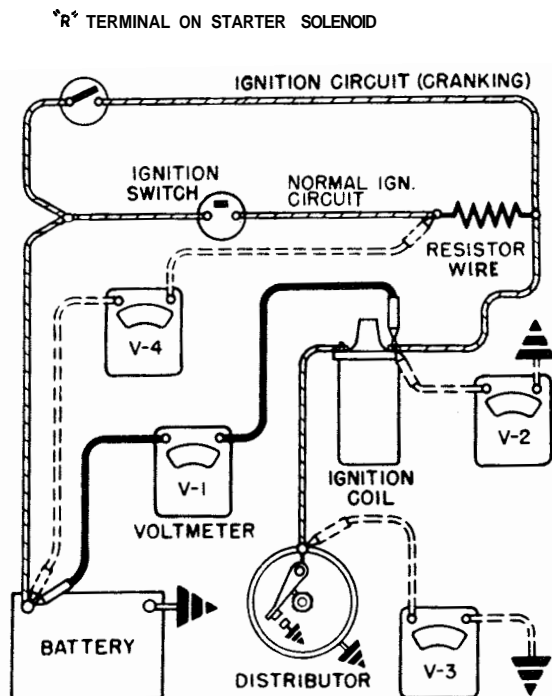 "R" TERMINAL ON STARTER SOLENOID
IGNITION CIRCUIT (CRANKING)
IGNITION
SWITCH
NORMAL IGN.
CIRCUIT
RESISTOR
WIRE
V-4
V-2
V-1
IGNITION
COIL
VOLTMETER
BATTERY
DISTRIBUTOR
V-3